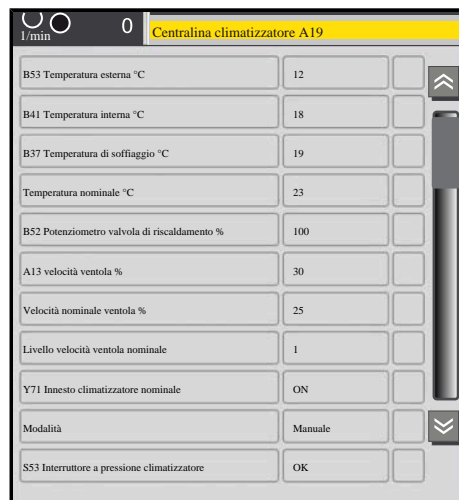 1/min 0 Centralina climatizzatore A19
B53 Temperatura esterna °C 12
B41 Temperatura interna °C 18
B37 Temperatura di soffiaggio °C 19
Temperatura nominale °C 23
B52 Potenziometro valvola di riscaldamento % 100
A13 velocità ventola % 30
Velocità nominale ventola % 25
Livello velocità ventola nominale 1
Y71 Innesto climatizzatore nominale ON
Modalità Manuale
S53 Interruttore a pressione climatizzatore OK